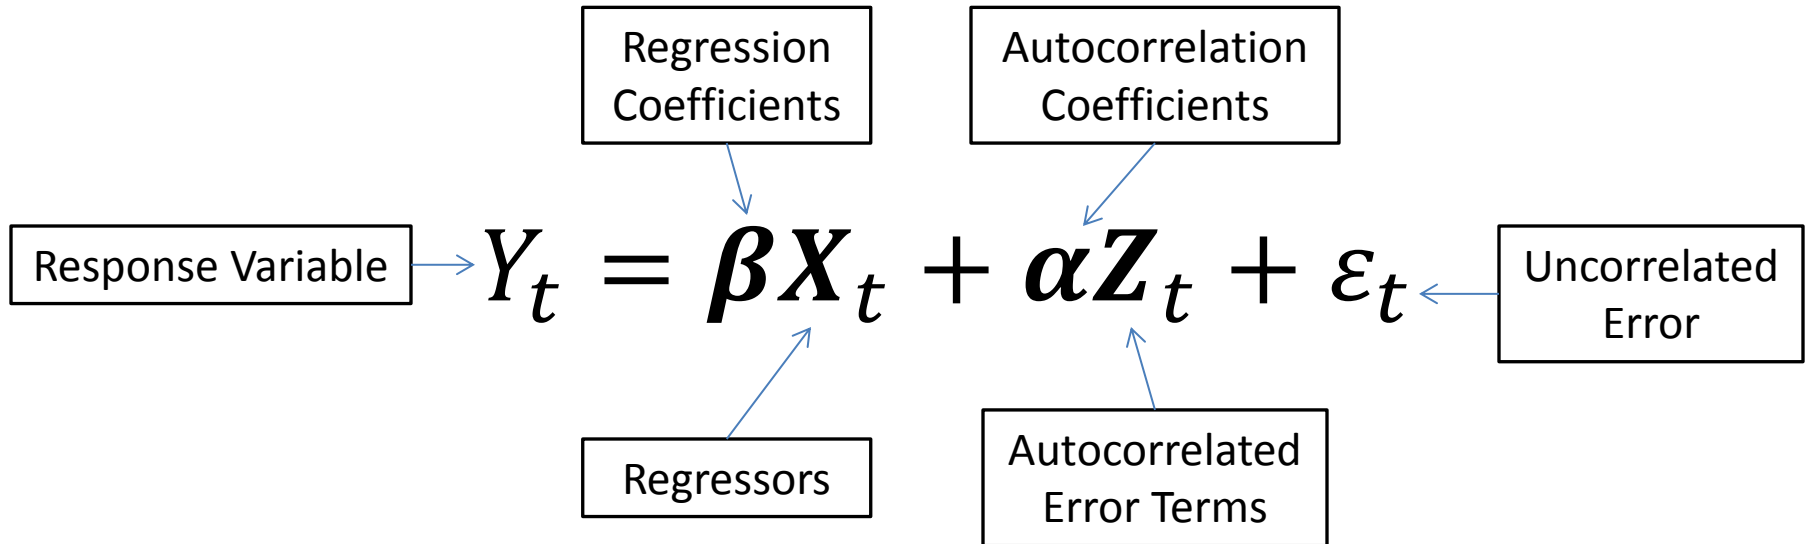 Regression
Coefficients
Autocorrelation
Coefficients
Response Variable
Yₜ = βXₜ + αZₜ + εₜ
Uncorrelated
Error
Regressors
Autocorrelated
Error Terms